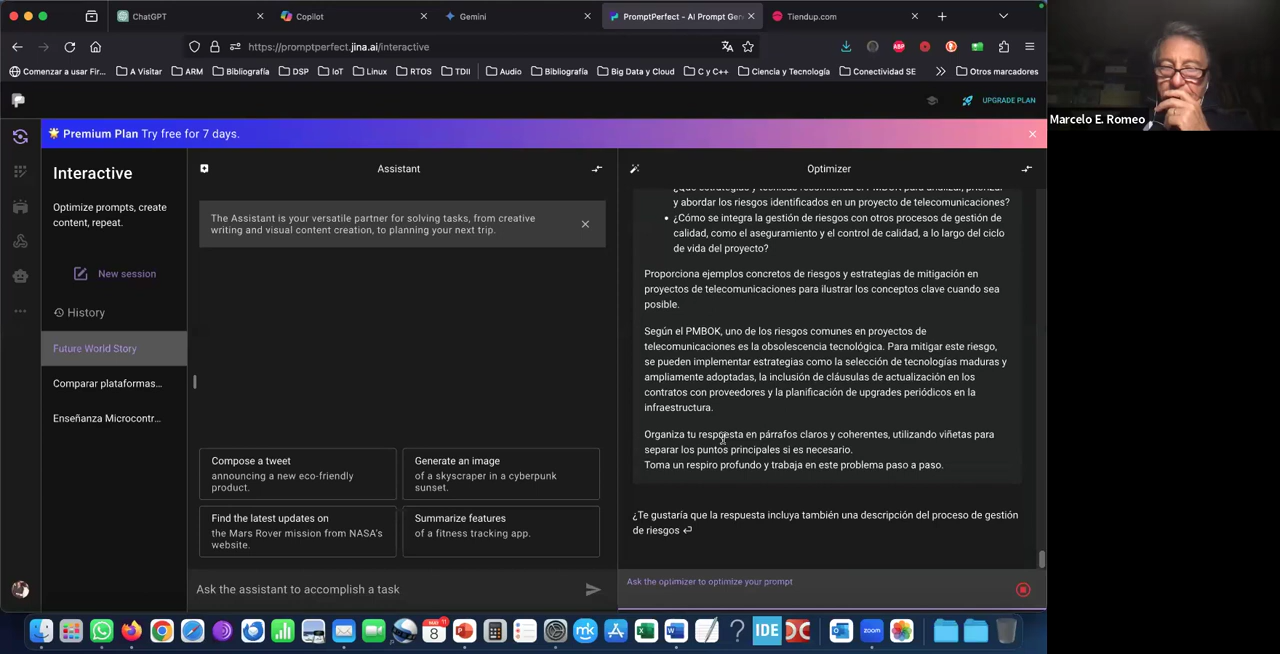 ChatGPT
Copilot
Gemini
PromptPerfect - AI Prompt Gen
Tiendup.com
https://promptperfect.jina.ai/interactive
ABP
Comenzar a usar Fir...
A Visitar
ARM
Bibliografía
DSP
IoT
Linux
RTOS
TDII
Audio
Bibliografía
Big Data y Cloud
C y C++
Ciencia y Tecnología
Conectividad SE
Otros marcadores
UPGRADE PLAN
Marcelo E. Romeo
Premium Plan Try free for 7 days.
Interactive
Optimize prompts, create
content, repeat.
New session
History
Future World Story
Comparar plataformas...
Enseñanza Microcontr...
Assistant
The Assistant is your versatile partner for solving tasks, from creative
writing and visual content creation, to planning your next trip.
Compose a tweet
announcing a new eco-friendly
product.
Generate an image
of a skyscraper in a cyberpunk
sunset.
Find the latest updates on
the Mars Rover mission from NASA's
website.
Summarize features
of a fitness tracking app.
Ask the assistant to accomplish a task
Optimizer
¿Qué estrategias y técnicas recomienda el PMBOK para analizar, priorizar
y abordar los riesgos identificados en un proyecto de telecomunicaciones?
¿Cómo se integra la gestión de riesgos con otros procesos de gestión de
calidad, como el aseguramiento y el control de calidad, a lo largo del ciclo
de vida del proyecto?
Proporciona ejemplos concretos de riesgos y estrategias de mitigación en
proyectos de telecomunicaciones para ilustrar los conceptos clave cuando sea
posible.
Según el PMBOK, uno de los riesgos comunes en proyectos de
telecomunicaciones es la obsolescencia tecnológica. Para mitigar este riesgo,
se pueden implementar estrategias como la selección de tecnologías maduras y
ampliamente adoptadas, la inclusión de cláusulas de actualización en los
contratos con proveedores y la planificación de upgrades periódicos en la
infraestructura.
Organiza tu respuesta en párrafos claros y coherentes, utilizando viñetas para
separar los puntos principales si es necesario.
Toma un respiro profundo y trabaja en este problema paso a paso.
¿Te gustaría que la respuesta incluya también una descripción del proceso de gestión
de riesgos
Ask the optimizer to optimize your prompt
8
IDE
zoom